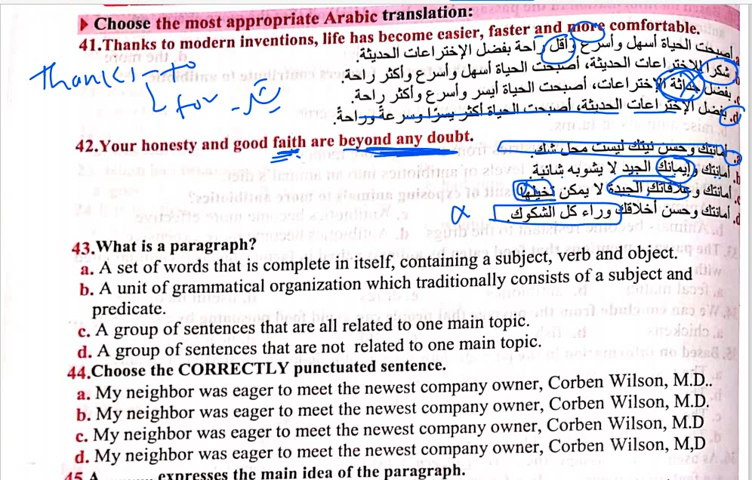 ▶ Choose the most appropriate Arabic translation:
41.Thanks to modern inventions, life has become easier, faster and more comfortable.
أصبحت الحياة أسهل وأسرع وأقل راحة بفضل الإختراعات الحديثة.
b. شكرا للإختراعات الحديثة، أصبحت الحياة أسهل وأسرع وأكثر راحة.
بفضل حداثة الإختراعات، أصبحت الحياة أيسر وأسرع وأكثر راحة.
d. بفضل الإختراعات الحديثة، أصبحت الحياة أكثر يسرًا وسرعة وراحة.
Thanks to
for
شكر
42.Your honesty and good faith are beyond any doubt.
a. أمانتك وحسن نيتك ليست محل شك.
b. أمانتك وإيمانك الجيد لا يشوبه شائبة
c. أمانتك وعلاقاتك الجيدة لا يمكن تخيلها
d. أمانتك وحسن أخلاقك وراء كل الشكوك
43.What is a paragraph?
a. A set of words that is complete in itself, containing a subject, verb and object.
b. A unit of grammatical organization which traditionally consists of a subject and
predicate.
c. A group of sentences that are all related to one main topic.
d. A group of sentences that are not related to one main topic.
44.Choose the CORRECTLY punctuated sentence.
a. My neighbor was eager to meet the newest company owner, Corben Wilson, M.D..
b. My neighbor was eager to meet the newest company owner, Corben Wilson, M.D.
c. My neighbor was eager to meet the newest company owner, Corben Wilson, M.D
d. My neighbor was eager to meet the newest company owner, Corben Wilson, M,D
45.A expresses the main idea of the paragraph.